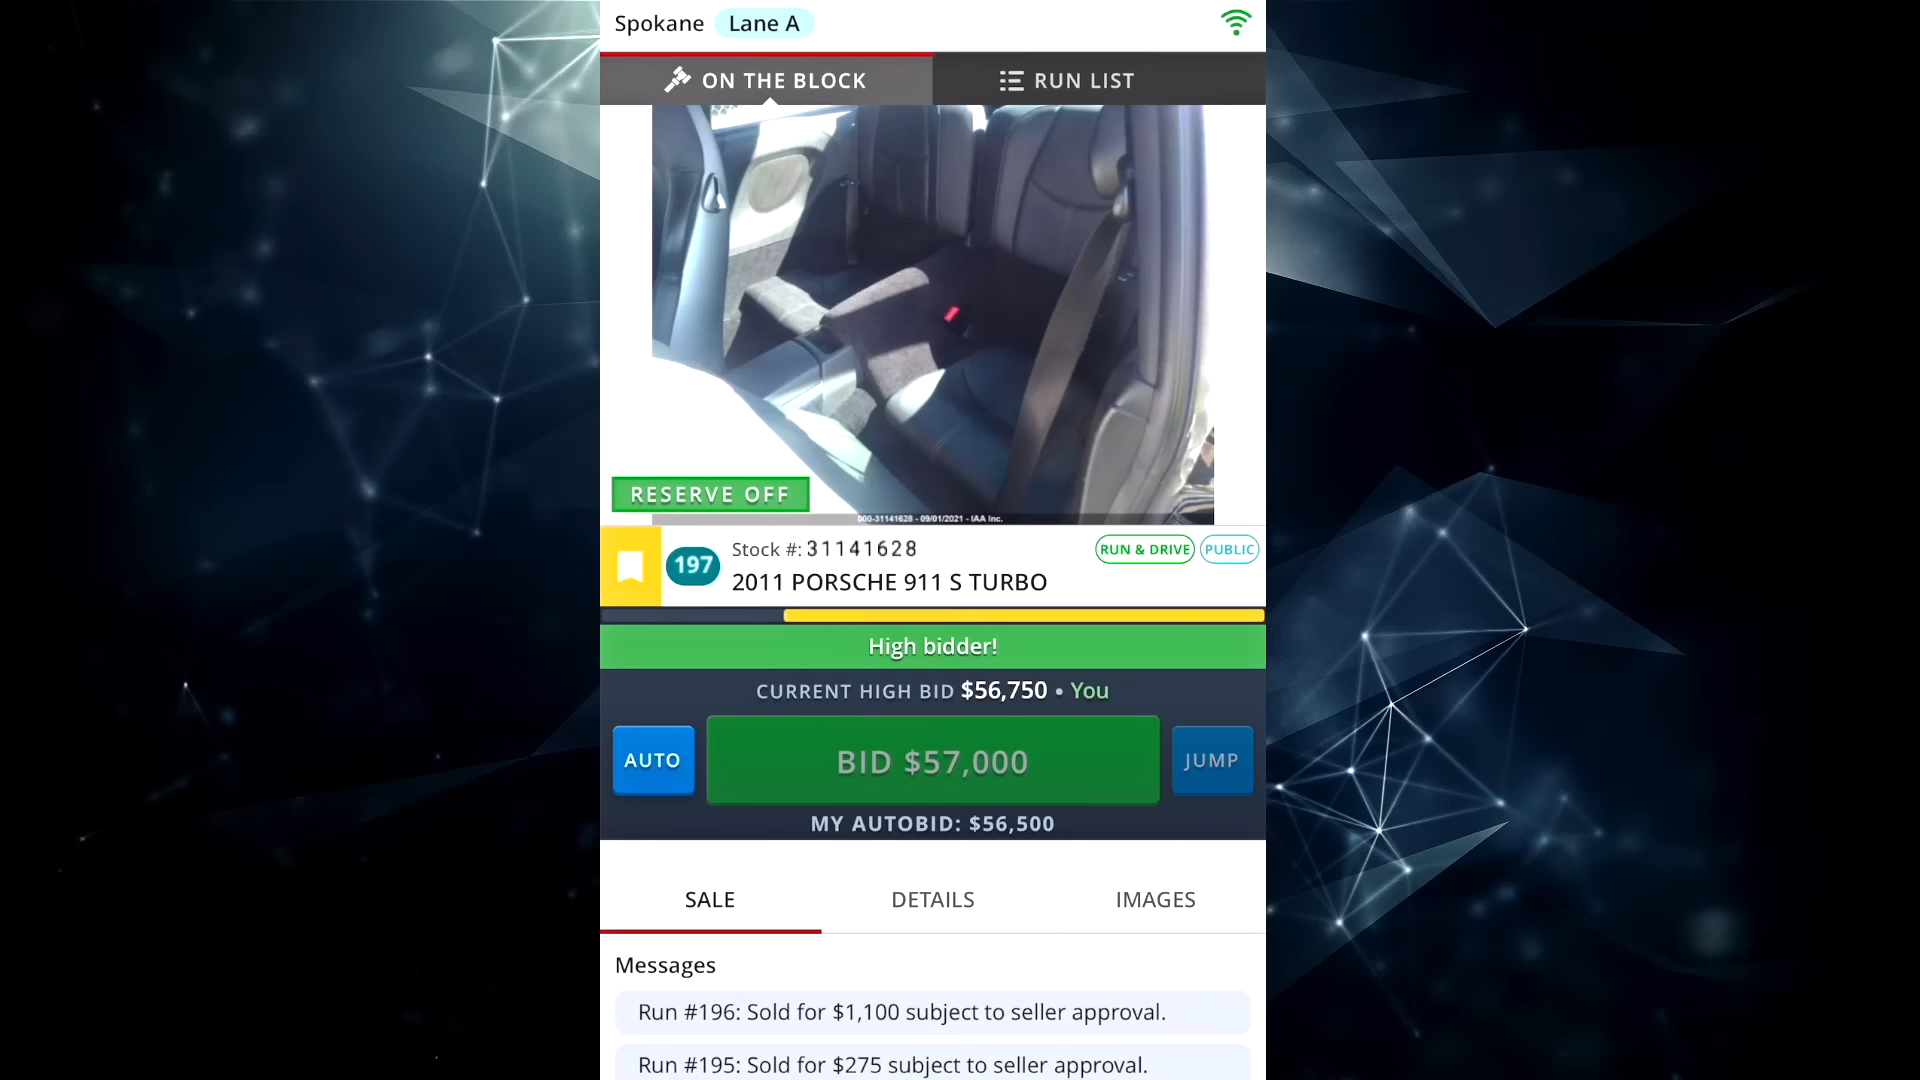 Spokane Lane A
ON THE BLOCK RUN LIST
RESERVE OFF
000-31141628 - 09/01/2021 - IAA Inc.
197 Stock #: 31141628 RUN & DRIVE PUBLIC
2011 PORSCHE 911 S TURBO
High bidder!
CURRENT HIGH BID $56,750 • You
AUTO BID $57,000 JUMP
MY AUTOBID: $56,500
SALE DETAILS IMAGES
Messages
Run #196: Sold for $1,100 subject to seller approval.
Run #195: Sold for $275 subject to seller approval.